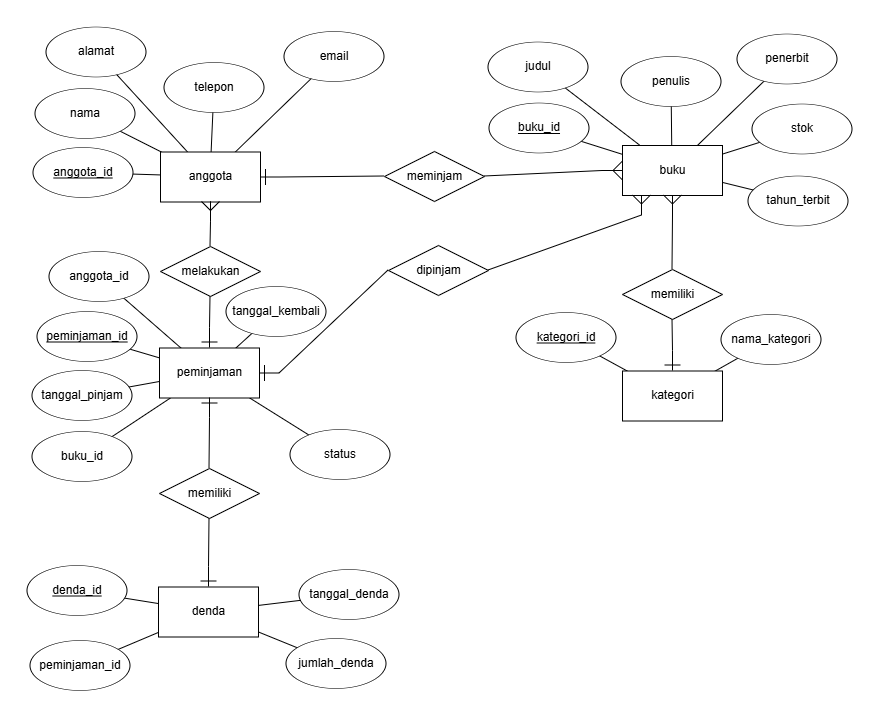 alamat
email
telepon
nama
anggota_id
anggota
meminjam
judul
penulis
penerbit
buku_id
stok
buku
tahun_terbit
melakukan
dipinjam
memiliki
anggota_id
tanggal_kembali
peminjaman_id
peminjaman
tanggal_pinjam
buku_id
status
kategori_id
nama_kategori
kategori
memiliki
denda_id
tanggal_denda
denda
peminjaman_id
jumlah_denda